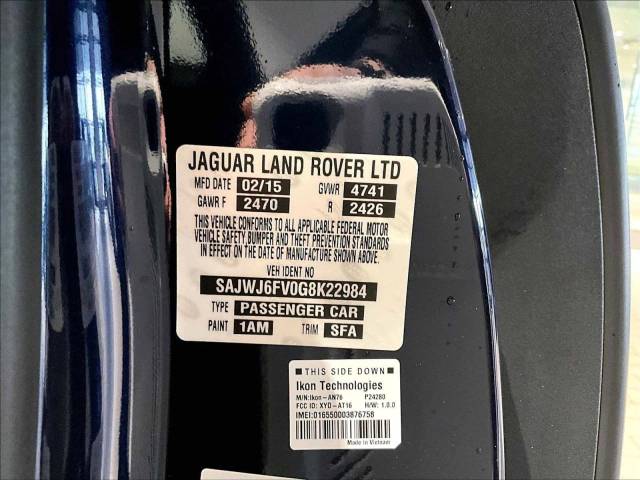 JAGUAR LAND ROVER LTD
MFD DATE 02/15 GVWR 4741
GAWR F 2470 R 2426
THIS VEHICLE CONFORMS TO ALL APPLICABLE FEDERAL MOTOR
VEHICLE SAFETY, BUMPER AND THEFT PREVENTION STANDARDS
IN EFFECT ON THE DATE OF MANUFACTURE SHOWN ABOVE.
VEH IDENT NO
SAJWJ6FV0G8K22984
TYPE PASSENGER CAR
PAINT 1AM TRIM SFA
THIS SIDE DOWN
Ikon Technologies
M/N:Ikon-AN76 P24280
FCC ID: XYO-AT16 H/W: 1.0.0
IMEI:016550003876758
Made in Vietnam